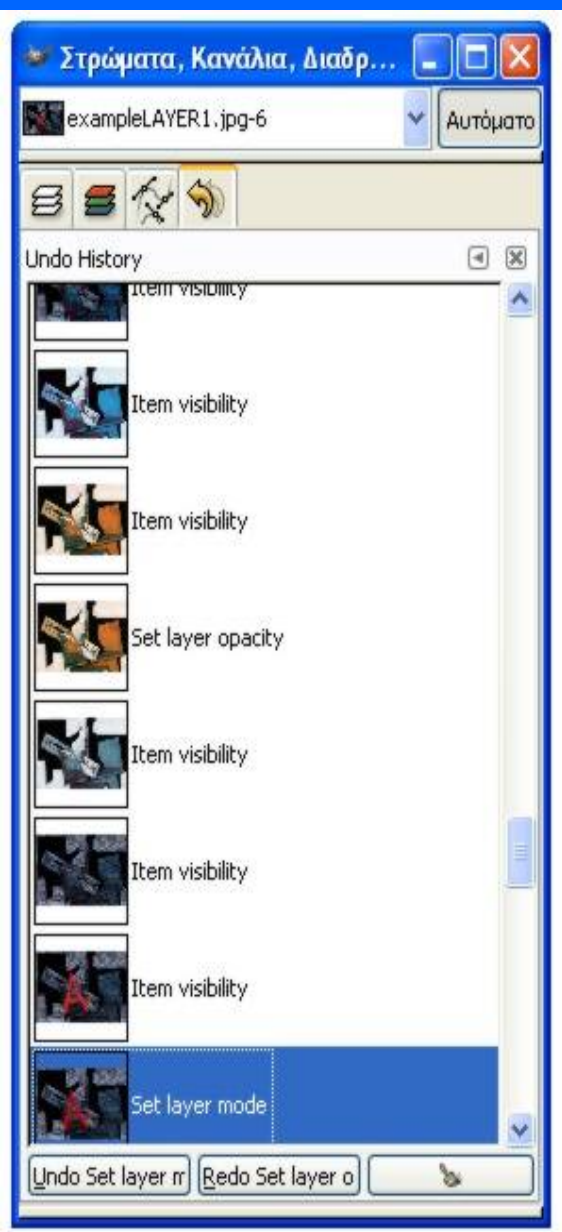 Στρώματα, Κανάλια, Διαδρ...
exampleLAYER1.jpg-6
Αυτόματο
Undo History
Item visibility
Item visibility
Item visibility
Set layer opacity
Item visibility
Item visibility
Item visibility
Set layer mode
Undo Set layer m
Redo Set layer o